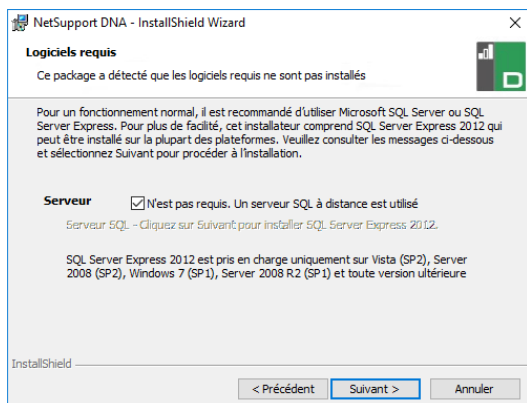 NetSupport DNA - InstallShield Wizard
Logiciels requis
Ce package a détecté que les logiciels requis ne sont pas installés
D
Pour un fonctionnement normal, il est recommandé d'utiliser Microsoft SQL Server ou SQL
Server Express. Pour plus de facilité, cet installateur comprend SQL Server Express 2012 qui
peut être installé sur la plupart des plateformes. Veuillez consulter les messages ci-dessous
et sélectionnez Suivant pour procéder à l'installation.
Serveur N'est pas requis. Un serveur SQL à distance est utilisé
Serveur SQL - Cliquez sur Suivant pour installer SQL Server Express 2012.
SQL Server Express 2012 est pris en charge uniquement sur Vista (SP2), Server
2008 (SP2), Windows 7 (SP1), Server 2008 R2 (SP1) et toute version ultérieure
InstallShield
< Précédent Suivant > Annuler